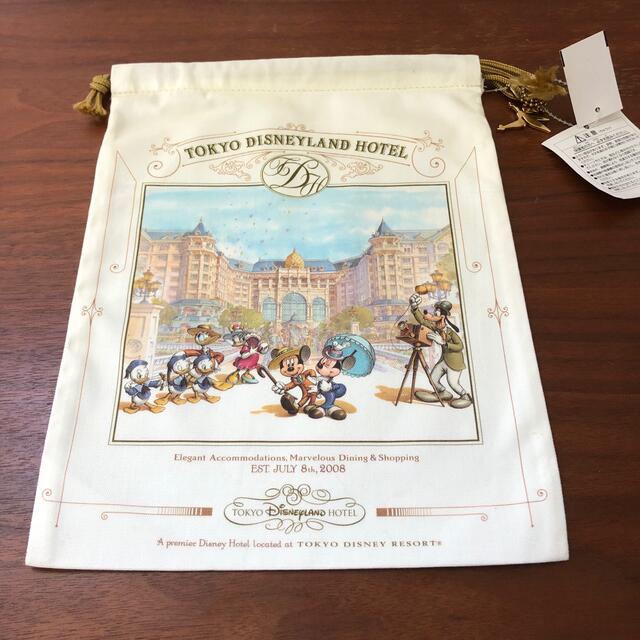 TOKYO DISNEYLAND HOTEL
TDH
Elegant Accommodations, Marvelous Dining & Shopping
EST. JULY 8th, 2008
TOKYO DISNEYLAND HOTEL
A premier Disney Hotel located at TOKYO DISNEY RESORT®